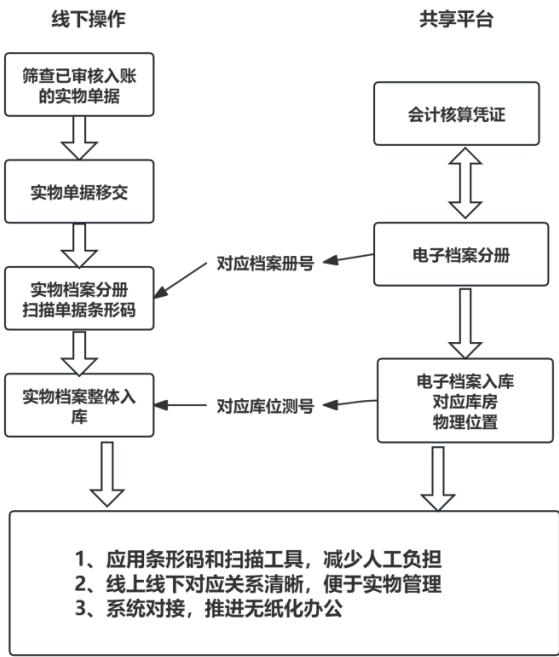 线下操作
共享平台
筛查已审核入账
的实物单据
会计核算凭证
实物单据移交
电子档案分册
对应档案册号
实物档案分册
扫描单据条形码
实物档案整体入
库
对应库位测号
电子档案入库
对应库房
物理位置
1、应用条形码和扫描工具，减少人工负担
2、线上线下对应关系清晰，便于实物管理
3、系统对接，推进无纸化办公